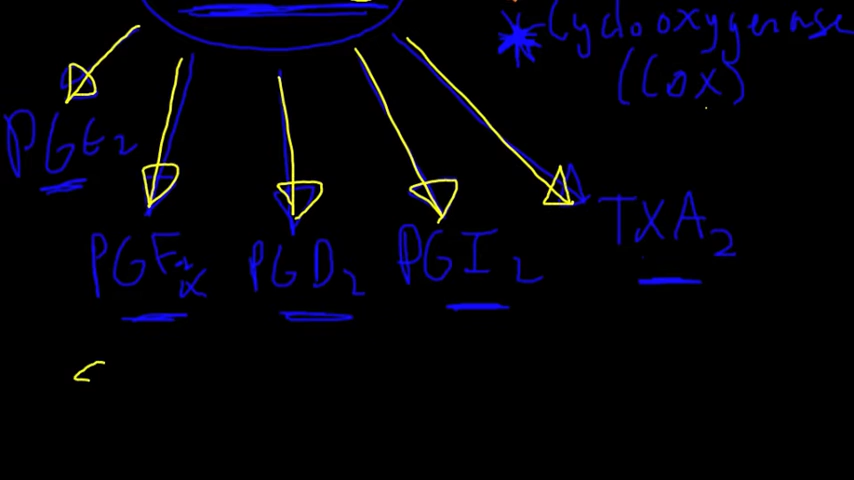 * Cyclooxygenase
(COX)
PGE2
PGF2α PGD2 PGI2 TXA2